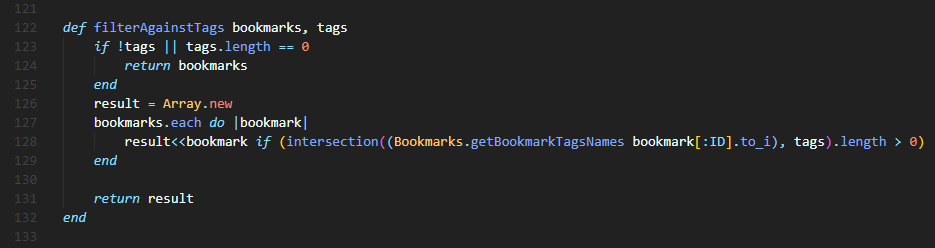 121
122 def filterAgainstTags bookmarks, tags
123 if !tags || tags.length == 0
124 return bookmarks
125 end
126 result = Array.new
127 bookmarks.each do |bookmark|
128 result<<bookmark if (intersection((Bookmarks.getBookmarkTagsNames bookmark[:ID].to_i), tags).length > 0)
129 end
130
131 return result
132 end
133